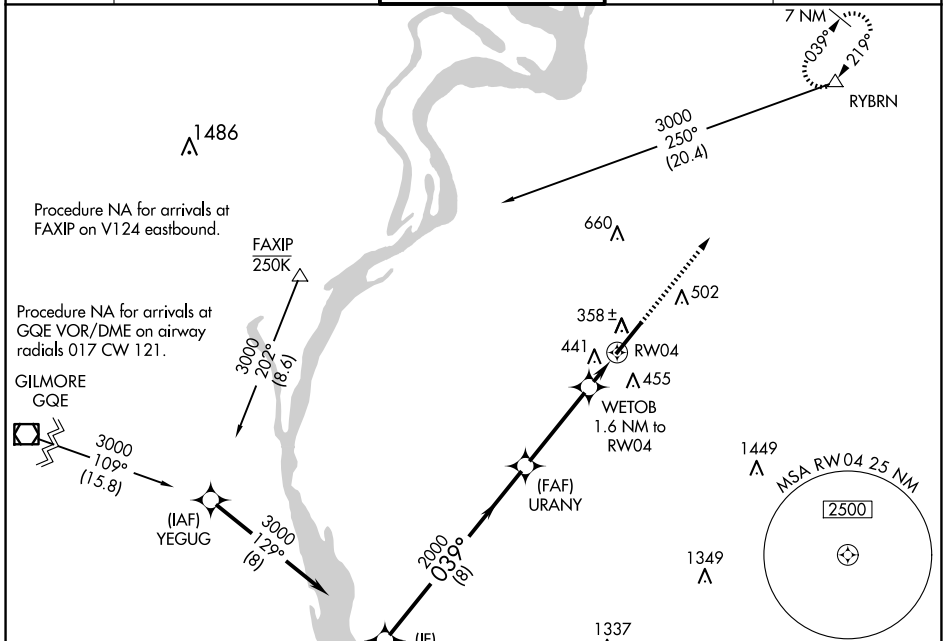 7 NM
039°
219°
RYBRN
3000
250°
(20.4)
1486
Procedure NA for arrivals at
FAXIP on V124 eastbound.
660
FAXIP
250K
502
Procedure NA for arrivals at
GQE VOR/DME on airway
radials 017 CW 121.
358 ±
3000
202°
(8.6)
441
RW04
455
GILMORE
GQE
WETOB
1.6 NM to
RW04
3000
109°
(15.8)
1449
MSA RW 04 25 NM
2500
(FAF)
URANY
(IAF)
YEGUG
3000
129°
(8)
2000
039°
(8)
1349
1337
(IF)